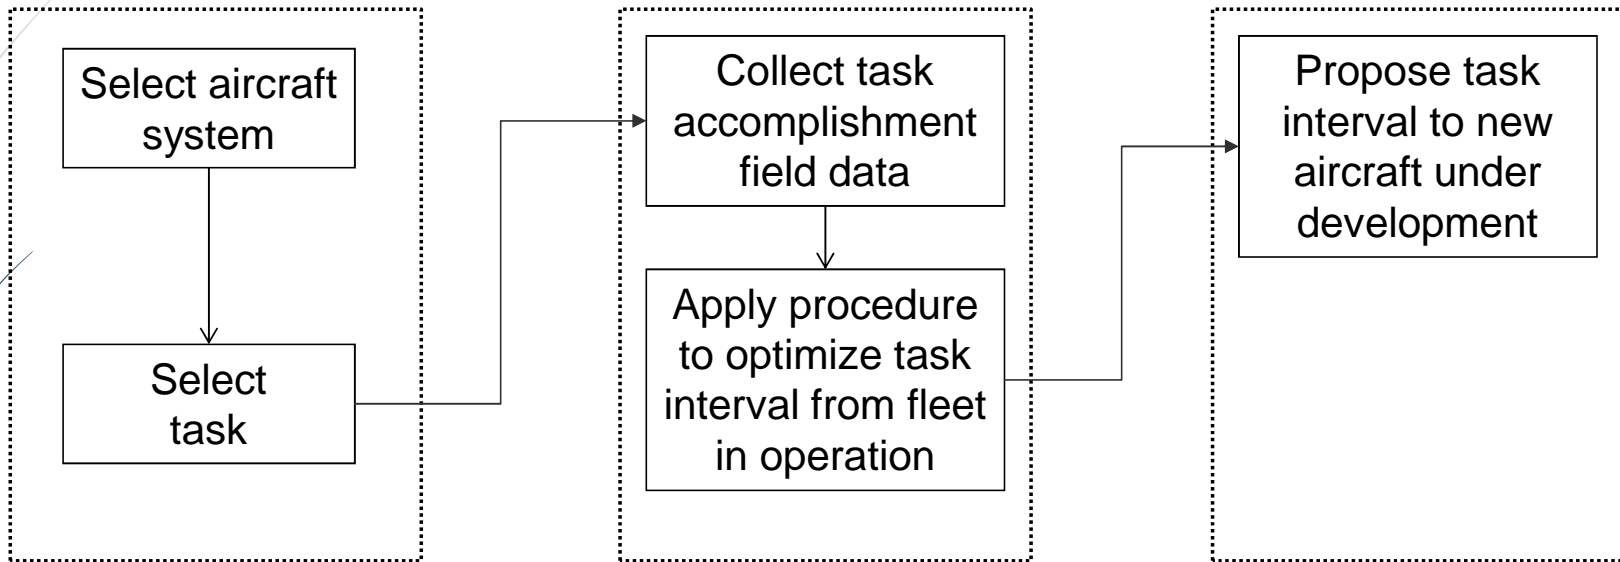 Select aircraft
system
Select
task
Collect task
accomplishment
field data
Apply procedure
to optimize task
interval from fleet
in operation
Propose task
interval to new
aircraft under
development